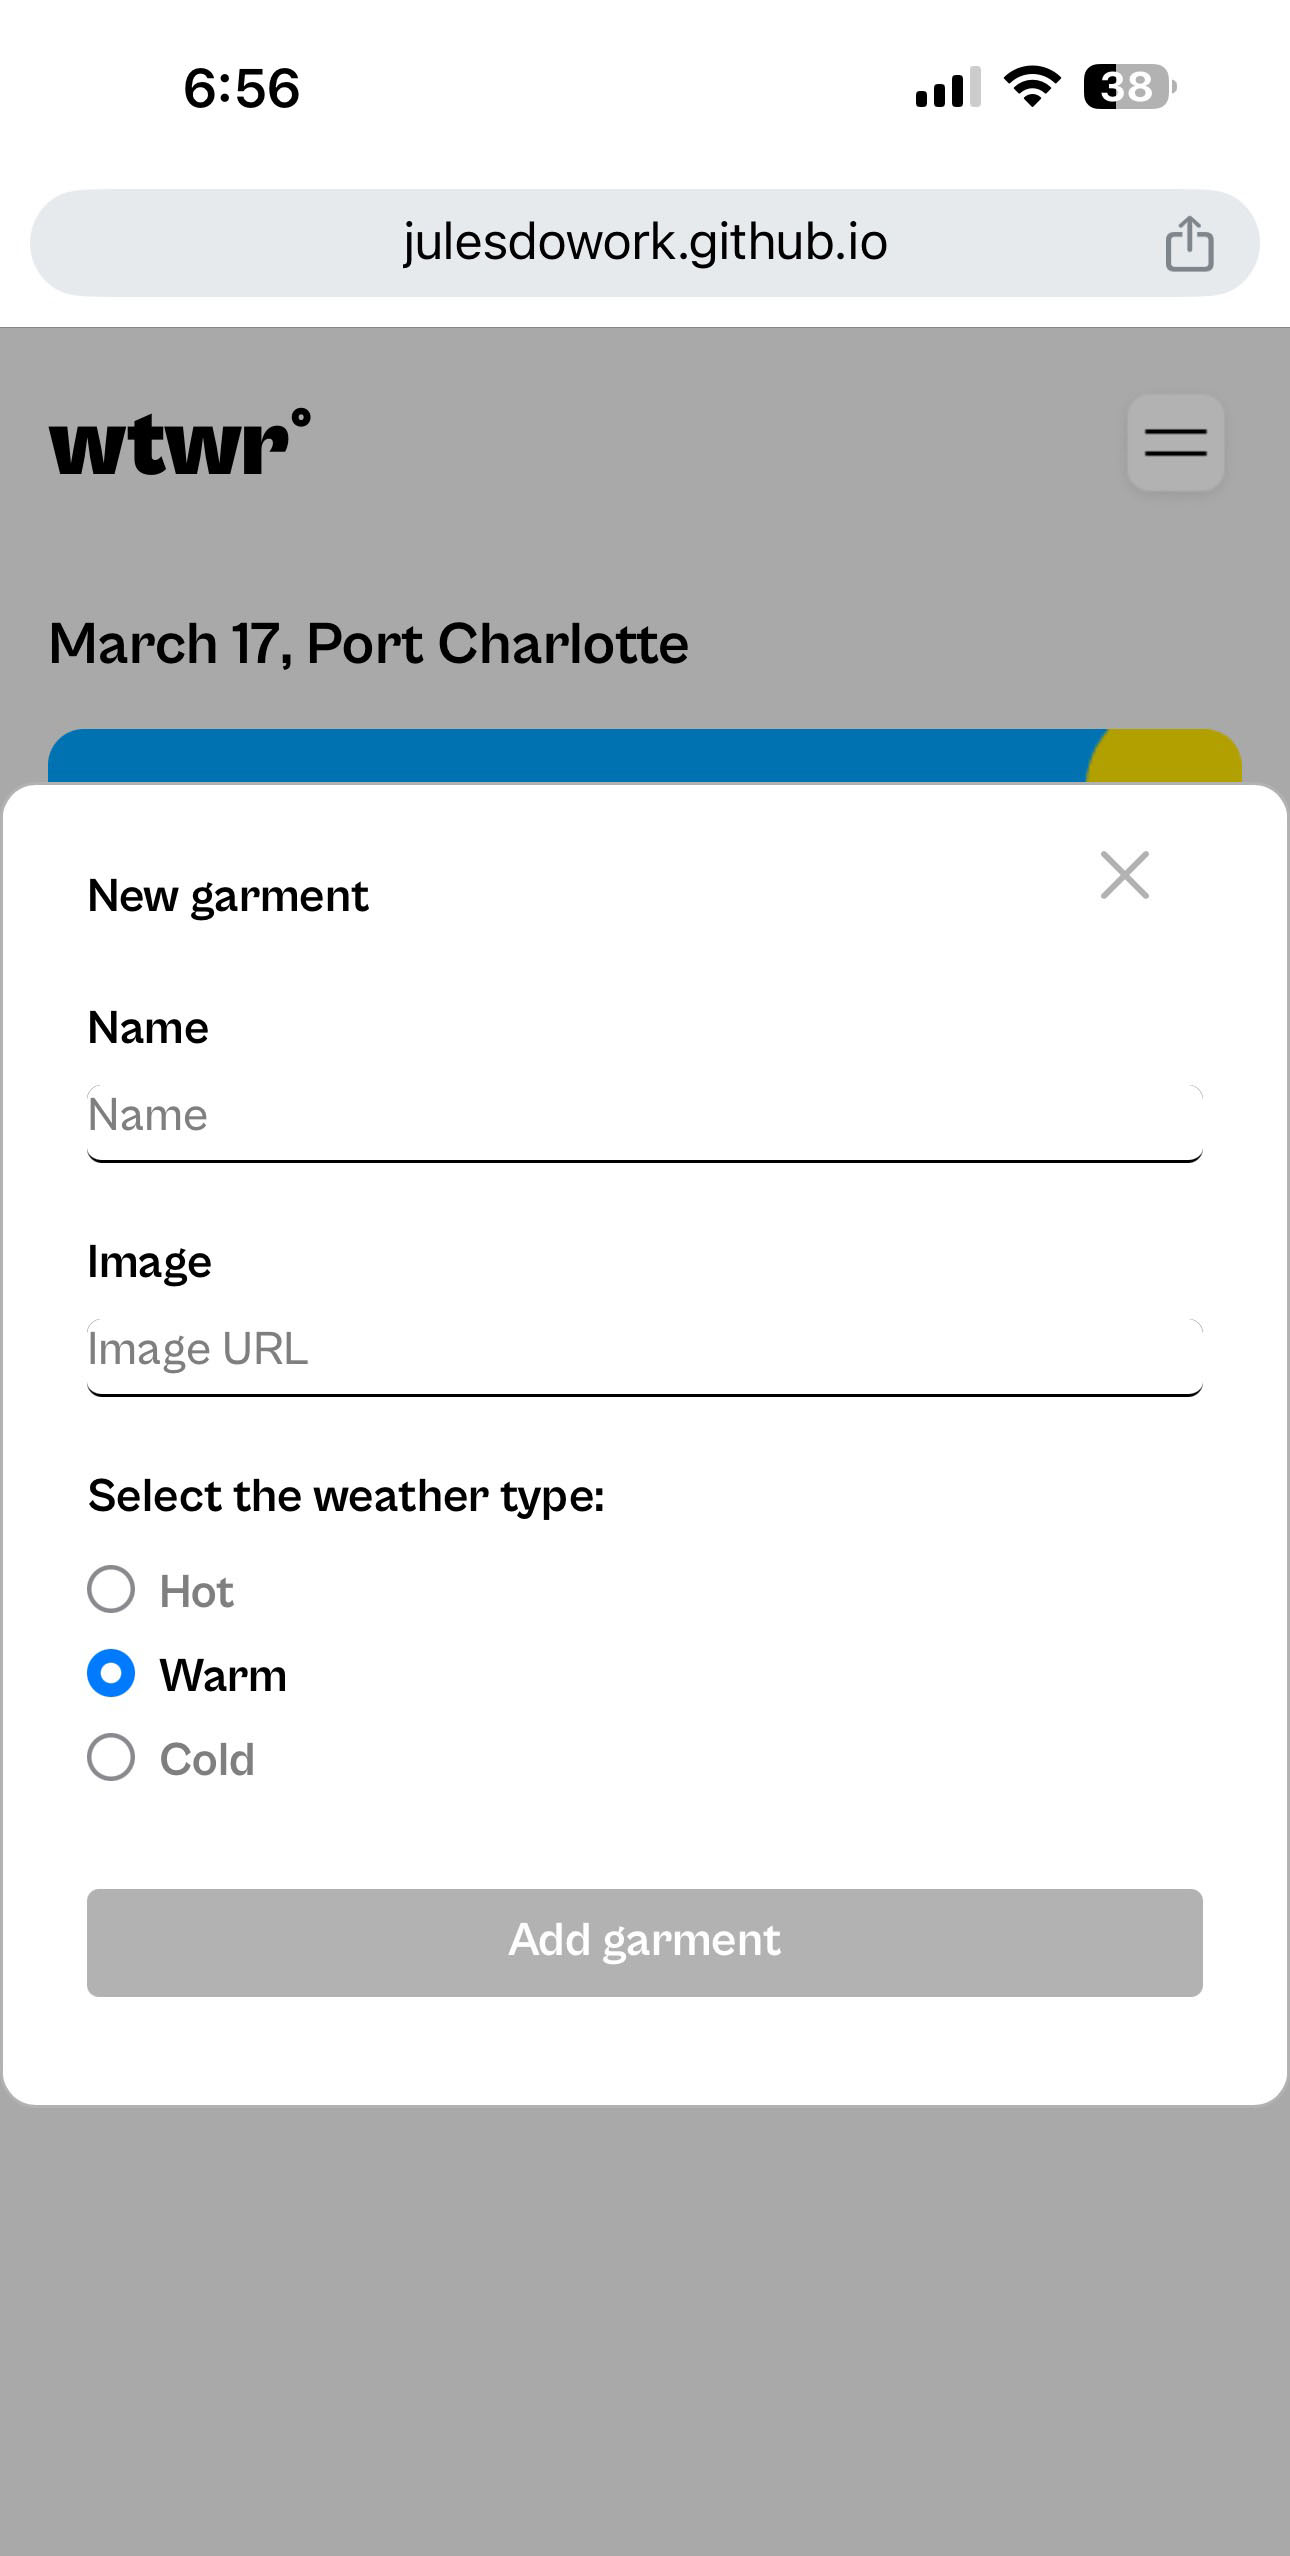 6:56
38
julesdowork.github.io
wtwr°
March 17, Port Charlotte
New garment
Name
Name
Image
Image URL
Select the weather type:
Hot
Warm
Cold
Add garment